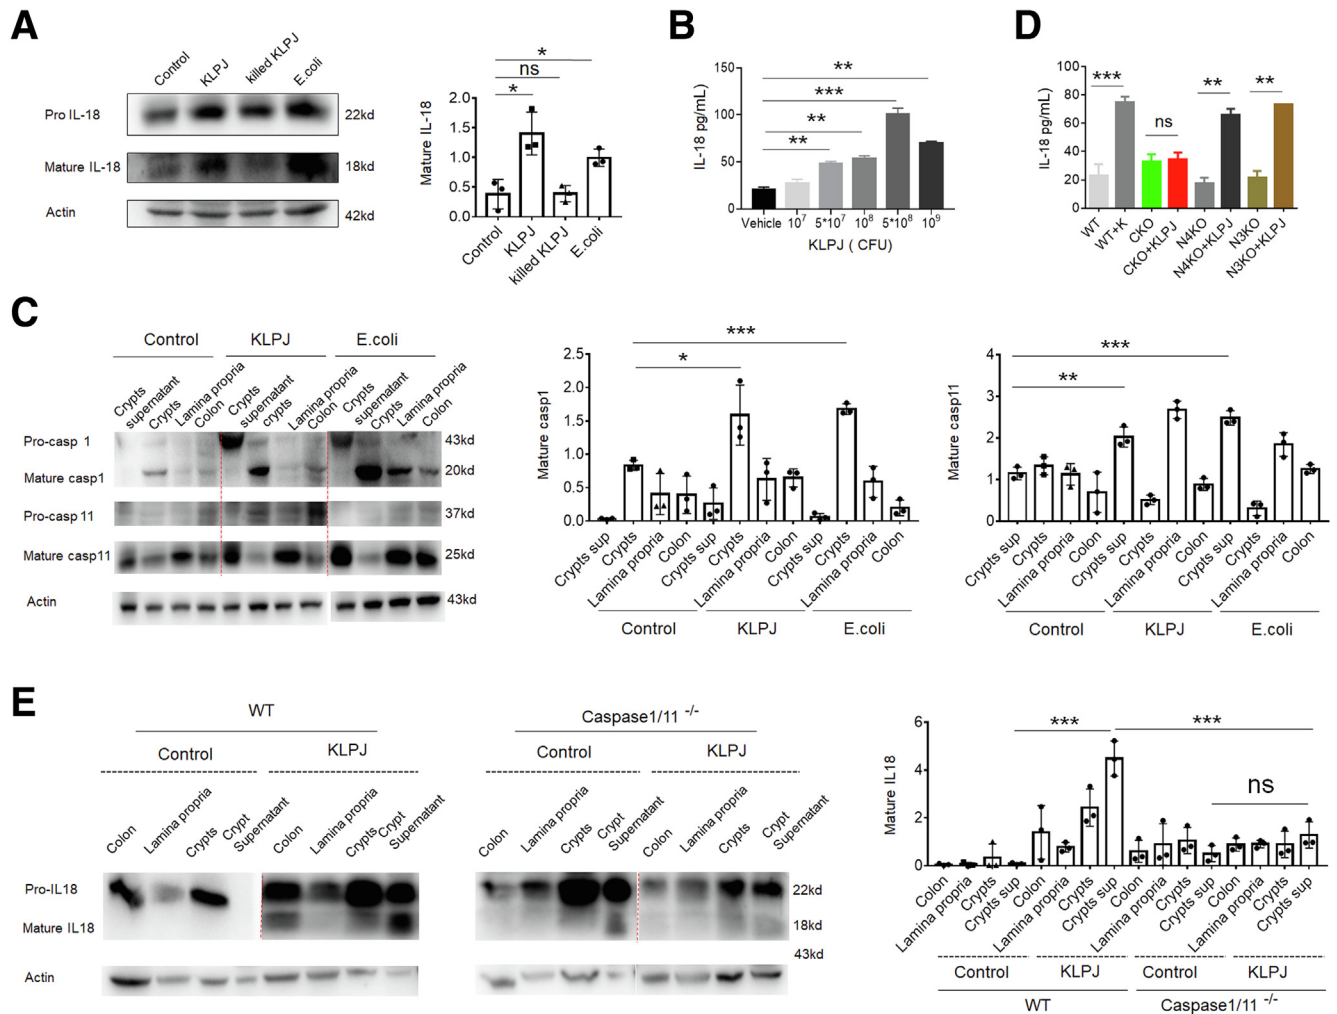 A
Control
KLPJ
killed KLPJ
E.coli
Pro IL-18
22kd
Mature IL-18
18kd
Actin
42kd
Mature IL-18
2.0
1.5
1.0
0.5
0.0
*
ns
*
Control
KLPJ
killed KLPJ
E.coli
B
IL-18 pg/mL)
150
100
50
0
**
***
**
**
Vehicle 10^7 5*10^7 10^8 5*10^8 10^9
KLPJ ( CFU)
D
IL-18 pg/mL)
80
60
40
20
0
*** ns ** **
WT
WT+K
CKO
CKO+KLPJ
N4KO
N4KO+KLPJ
N3KO
N3KO+KLPJ
C
Control KLPJ E.coli
Crypts supernatant
Crypts
Lamina propria
Colon
Crypts supernatant
crypts
Lamina propria
Colon
Crypts supernatant
Crypts
Lamina propria
Colon
Pro-casp 1
43kd
Mature casp1
20kd
Pro-casp 11
37kd
Mature casp11
25kd
Actin
43kd
Mature casp1
2.5
2.0
1.5
1.0
0.5
0.0
***
*
Crypts sup
Crypts
Lamina propria
Colon
Crypts sup
Crypts
Lamina propria
Colon
Crypts sup
Crypts
Lamina propria
Colon
Control KLPJ E.coli
Mature casp11
4
3
2
1
0
***
**
Crypts sup
Crypts
Lamina propria
Colon
Crypts sup
Crypts
Lamina propria
Colon
Crypts sup
Crypts
Lamina propria
Colon
Control KLPJ E.coli
E
WT
Control KLPJ
Colon
Lamina propria
Crypts
Crypt Supernatant
Colon
Lamina propria
Crypts
Crypt Supernatant
Pro-IL18
Mature IL18
Actin
Caspase1/11 -/-
Control KLPJ
Colon
Lamina propria
Crypts
Crypt Supernatant
Colon
Lamina propria
Crypts
Crypt Supernatant
22kd
18kd
43kd
Mature IL18
6
4
2
0
*** ***
ns
Colon
Lamina propria
Crypts
Crypts sup
Colon
Lamina propria
Crypts
Crypts sup
Colon
Lamina propria
Crypts
Crypts sup
Colon
Lamina propria
Crypts
Crypts sup
Control KLPJ Control KLPJ
WT Caspase1/11 -/-